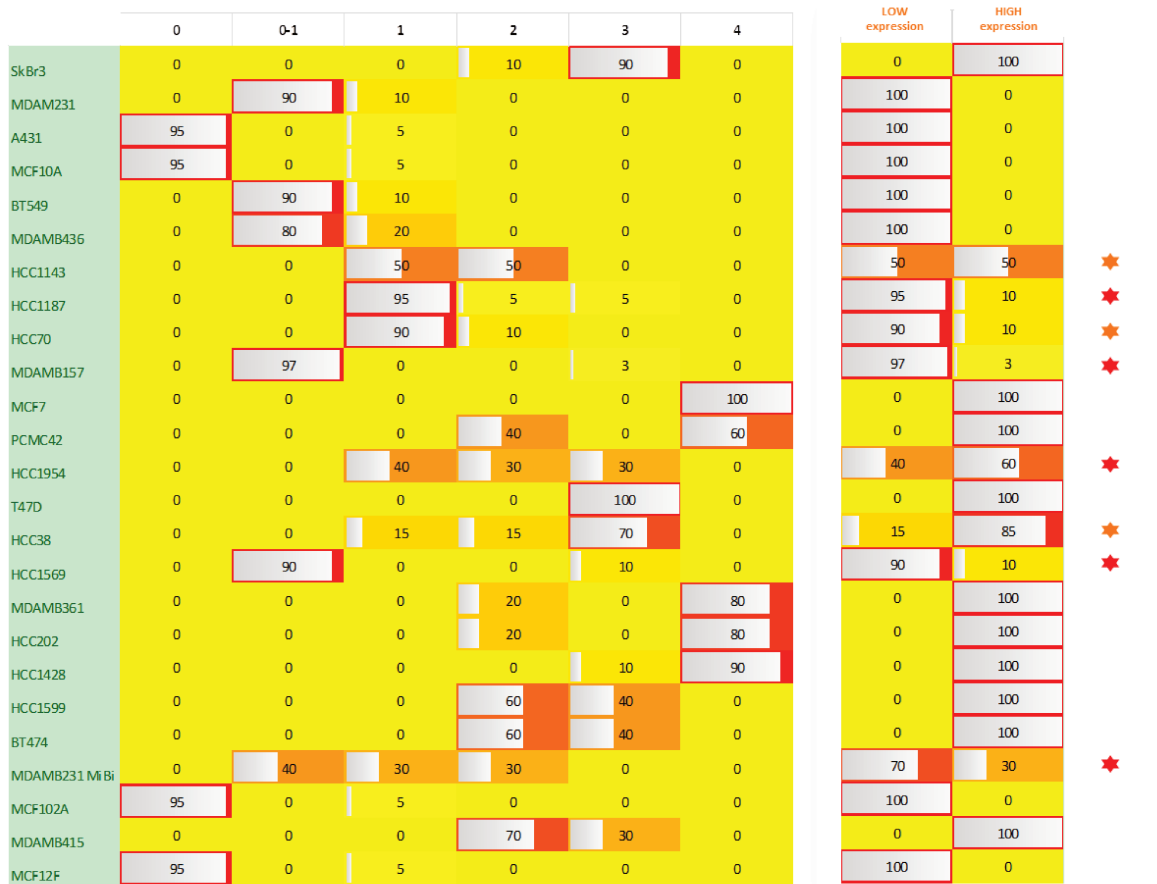 LOW expression HIGH expression
0 0-1 1 2 3 4
SkBr3 0 0 0 10 90 0 0 100
MDAM231 0 90 10 0 0 0 100 0
A431 95 0 5 0 0 0 100 0
MCF10A 95 0 5 0 0 0 100 0
BT549 0 90 10 0 0 0 100 0
MDAMB436 0 80 20 0 0 0 100 0
HCC1143 0 0 50 50 0 0 50 50
HCC1187 0 0 95 5 5 0 95 10
HCC70 0 0 90 10 0 0 90 10
MDAMB157 0 97 0 0 3 0 97 3
MCF7 0 0 0 0 0 100 0 100
PCMC42 0 0 0 40 0 60 0 100
HCC1954 0 0 40 30 30 0 40 60
T47D 0 0 0 0 100 0 0 100
HCC38 0 0 15 15 70 0 15 85
HCC1569 0 90 0 0 10 0 90 10
MDAMB361 0 0 0 20 0 80 0 100
HCC202 0 0 0 20 0 80 0 100
HCC1428 0 0 0 0 10 90 0 100
HCC1599 0 0 0 60 40 0 0 100
BT474 0 0 0 60 40 0 0 100
MDAMB231 MiBi 0 40 30 30 0 0 70 30
MCF102A 95 0 5 0 0 0 100 0
MDAMB415 0 0 0 70 30 0 0 100
MCF12F 95 0 5 0 0 0 100 0